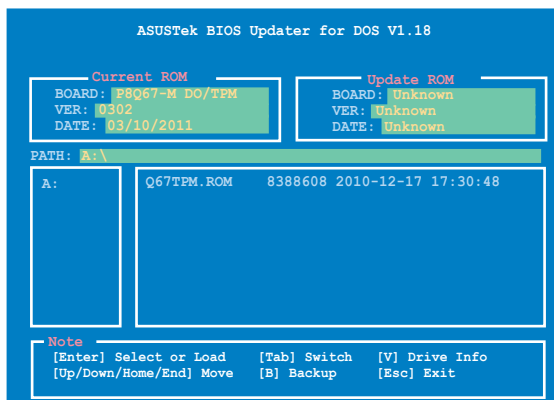 ASUSTek BIOS Updater for DOS V1.18
Current ROM
BOARD: P8Q67-M DO/TPM
VER: 0302
DATE: 03/10/2011
Update ROM
BOARD: Unknown
VER: Unknown
DATE: Unknown
PATH: A:\
A:
Q67TPM.ROM 8388608 2010-12-17 17:30:48
Note
[Enter] Select or Load [Tab] Switch [V] Drive Info
[Up/Down/Home/End] Move [B] Backup [Esc] Exit